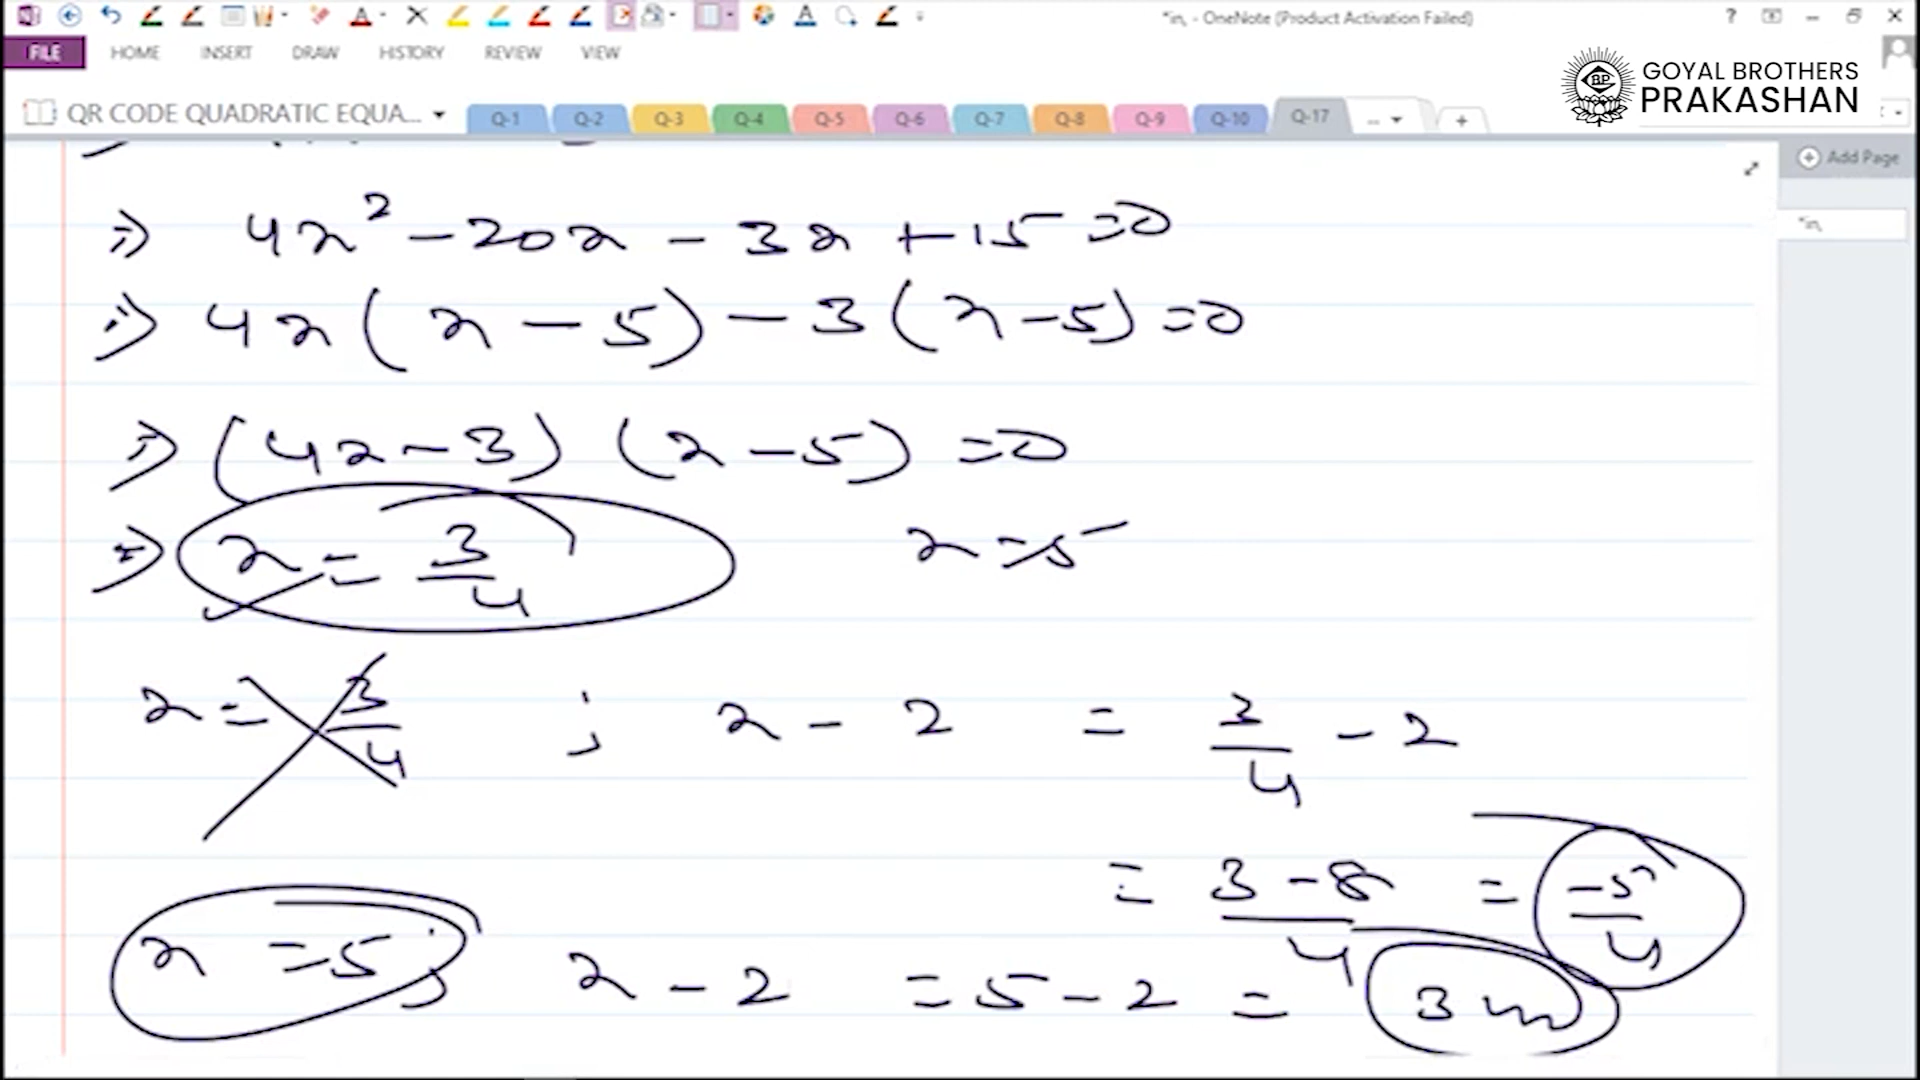 *in, - OneNote (Product Activation Failed)
FILE HOME INSERT DRAW HISTORY REVIEW VIEW
GOYAL BROTHERS
PRAKASHAN
QR CODE QUADRATIC EQUA... Q-1 Q-2 Q-3 Q-4 Q-5 Q-6 Q-7 Q-8 Q-9 Q-10 Q-17 ... +
Add Page
*in,
⇒ 4x² - 20x - 3x + 15 = 0
⇒ 4x ( x - 5 ) - 3 ( x - 5 ) = 0
⇒ ( 4x - 3 ) ( x - 5 ) = 0
⇒ x = 3/4 x = 5
x = 3/4 ; x - 2 = 3/4 - 2
= 3 - 8/4 = -5/4
x = 5 ; x - 2 = 5 - 2 = 3 m